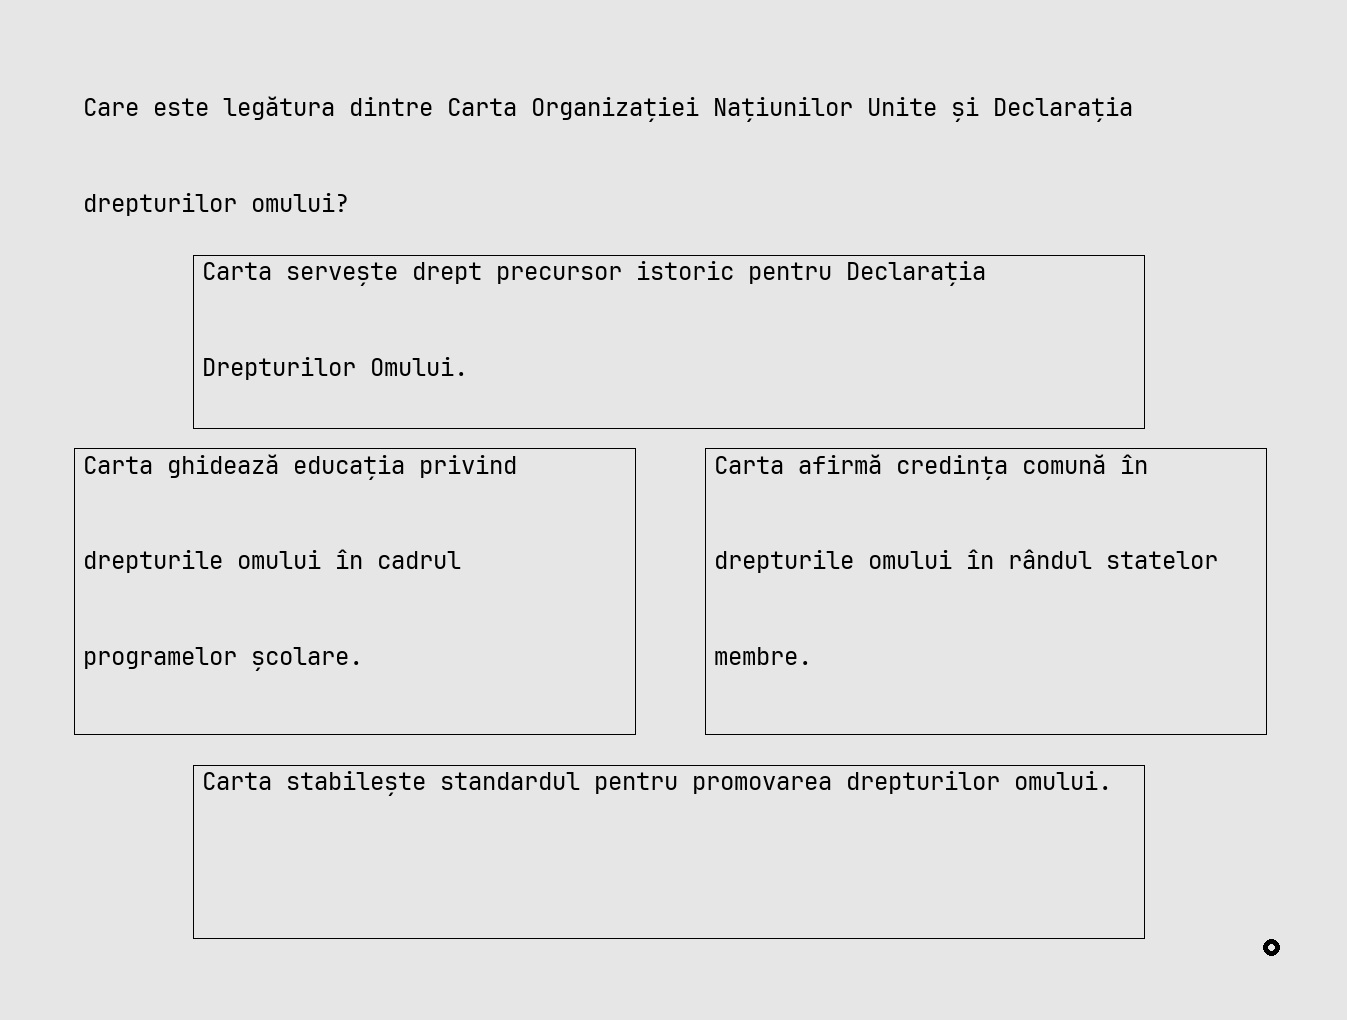 Care este legătura dintre Carta Organizației Națiunilor Unite și Declarația
drepturilor omului?
Carta servește drept precursor istoric pentru Declarația
Drepturilor Omului.
Carta ghidează educația privind
drepturile omului în cadrul
programelor școlare.
Carta afirmă credința comună în
drepturile omului în rândul statelor
membre.
Carta stabilește standardul pentru promovarea drepturilor omului.